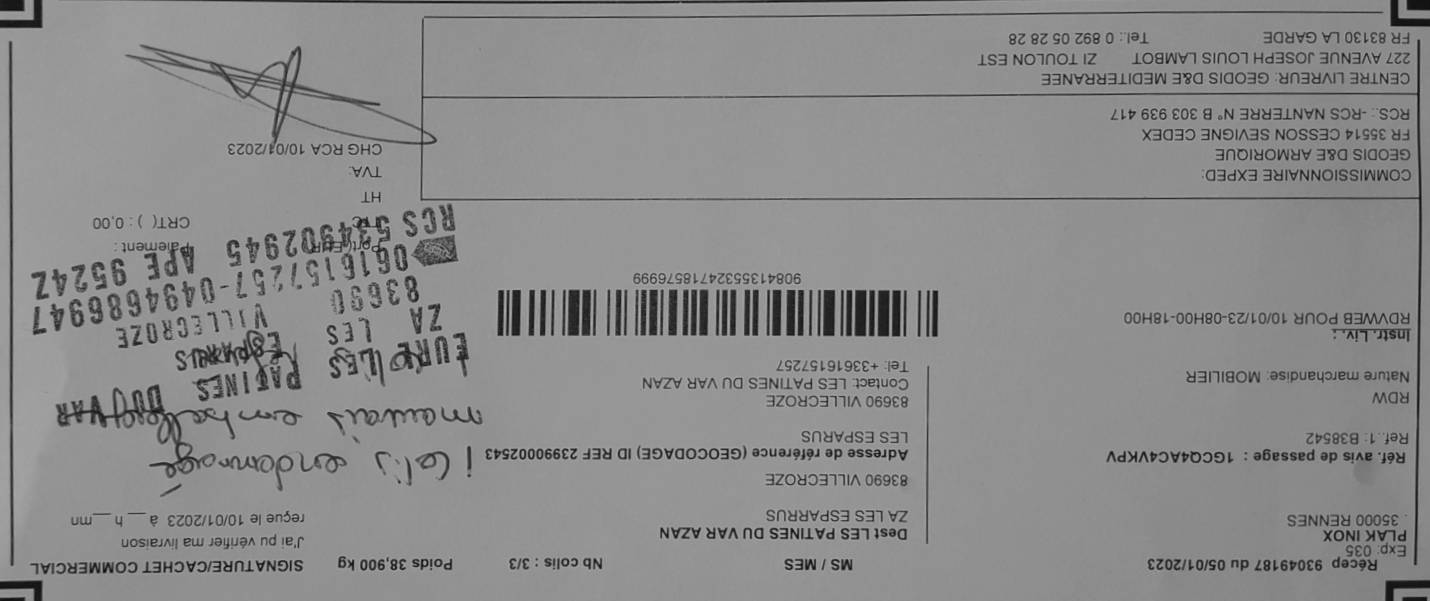 Récep 93049187 du 05/01/2023
Exp: 035
PLAK INOX
. 35000 RENNES
Réf. avis de passage : 1GCQ4AC4VKPV
Ref..1: B38542
RDW
Nature marchandise: MOBILIER
Instr. Liv. :
RDVWEB POUR 10/01/23-08H00-18H00
MS / MES
Nb colis : 3/3
Poids 38,900 kg
Dest LES PATINES DU VAR AZAN
ZA LES ESPARRUS
83690 VILLECROZE
Adresse de référence (GEOCODAGE) ID REF 2399000002543
LES ESPARUS
83690 VILLECROZE
Contact: LES PATINES DU VAR AZAN
Tel: +33616157257
90841355324718576999
SIGNATURE/CACHET COMMERCIAL
J'ai pu vérifier ma livraison
reçue le 10/01/2023 à __ h __ mn
1 colis endommagé
mauvais emballage
EURL LES PATINES DU VAR
ZA LES ESPARUS
83690 VILLECROZE
0616157257-0494686947
RCS 534902945 APE 9524Z
Port EUR
Paiement :
CRT( ) : 0,00
HT
TVA:
CHG RCA 10/01/2023
COMMISSIONNAIRE EXPED:
GEODIS D&E ARMORIQUE
FR 35514 CESSON SEVIGNE CEDEX
RCS.: -RCS NANTERRE N° B 303 939 417
CENTRE LIVREUR: GEODIS D&E MEDITERRANEE
227 AVENUE JOSEPH LOUIS LAMBOT ZI TOULON EST
FR 83130 LA GARDE Tel.: 0 892 05 28 28